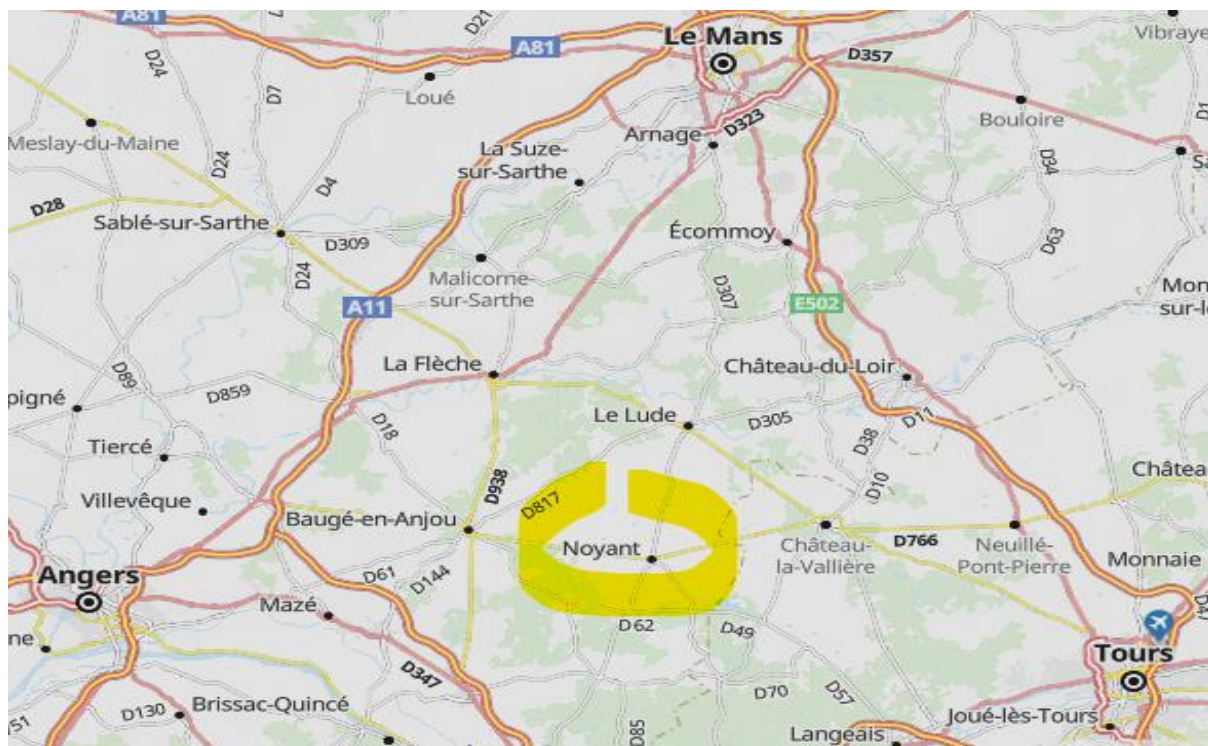 A81
D21
Vibraye
D24
A81
Le Mans
D357
D7
Loué
Bouloire
D1
Meslay-du-Maine
Arnage
D323
La Suze-
sur-Sarthe
D24
D4
D34
D28
Sablé-sur-Sarthe
D309
Écommoy
D63
D24
Malicorne-
sur-Sarthe
D307
A11
E502
La Flèche
Château-du-Loir
D89
D859
Le Lude
D305
D11
D18
D38
Tiercé
D938
D10
Villevêque
D817
Baugé-en-Anjou
Noyant
Château-
la-Vallière
D766
Neuillé-
Pont-Pierre
Monnaie
Angers
D61
D144
Mazé
D62
D49
Tours
D347
D70
D57
Brissac-Quincé
D130
Joué-lès-Tours
D85
Langeais